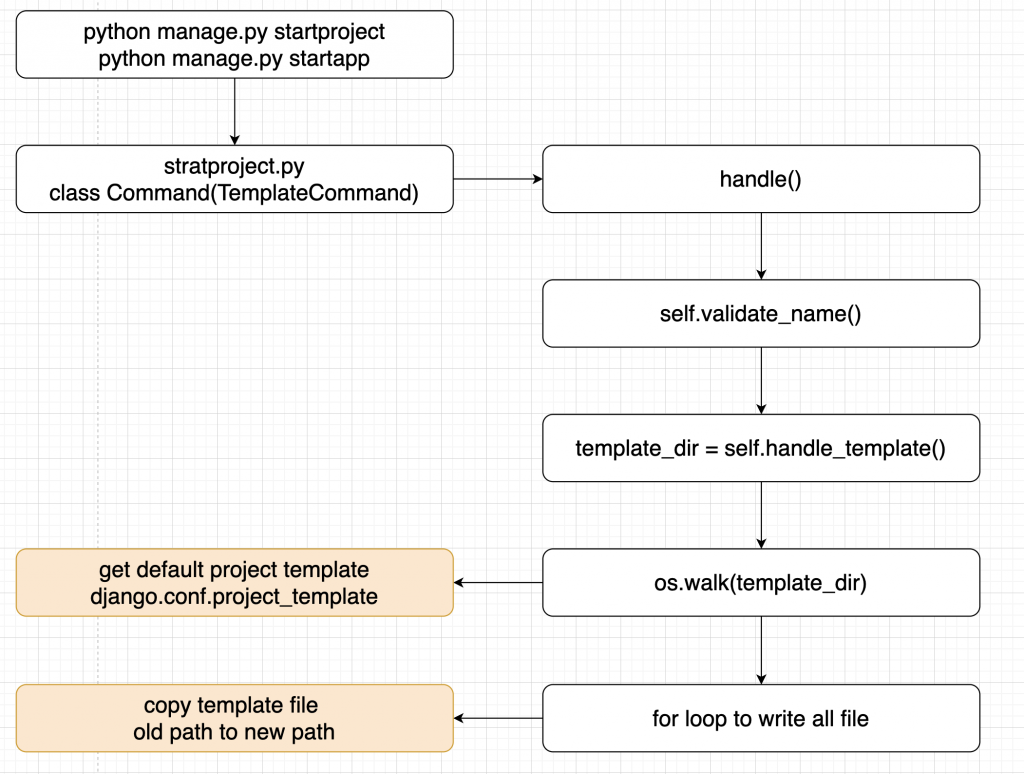 python manage.py startproject
python manage.py startapp
stratproject.py
class Command(TemplateCommand)
handle()
self.validate_name()
template_dir = self.handle_template()
get default project template
django.conf.project_template
os.walk(template_dir)
copy template file
old path to new path
for loop to write all file